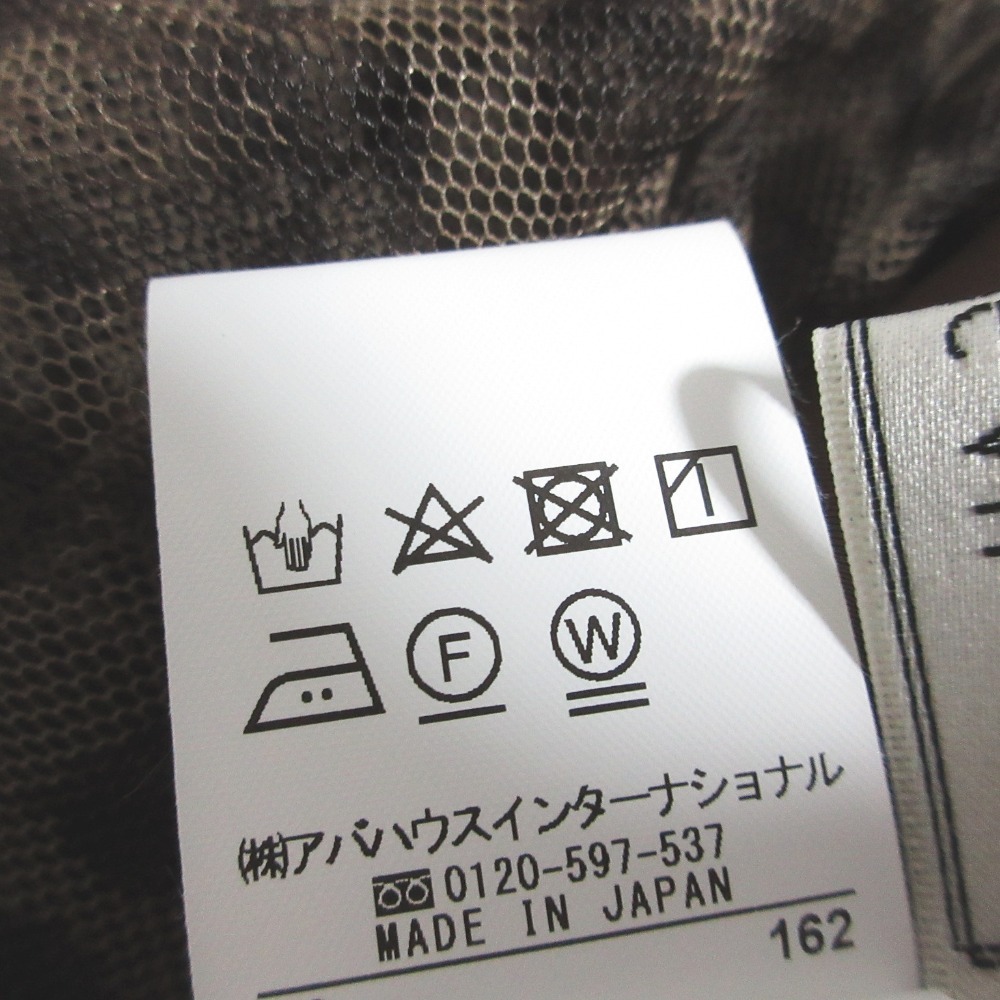 F W
㈱アバハウスインターナショナル
0120-597-537
MADE IN JAPAN
162